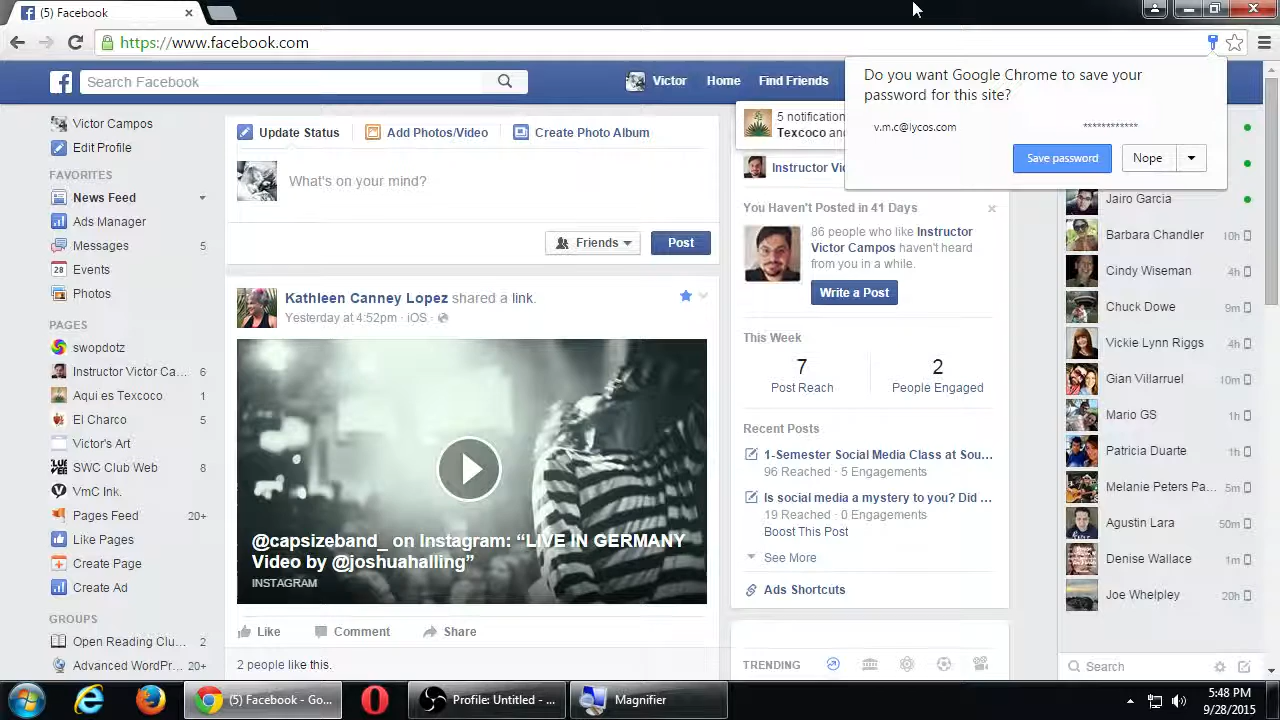 (5) Facebook
https://www.facebook.com
Do you want Google Chrome to save your
password for this site?
v.m.c@lycos.com
************
Save password
Nope
Search Facebook
Victor
Home
Find Friends
Victor Campos
Edit Profile
FAVORITES
News Feed
Ads Manager
Messages 5
28 Events
Photos
PAGES
swopdotz
Instructor Victor Ca... 6
Aquí es Texcoco 1
El Charco 5
Victor's Art
SWC Club Web 8
VmC Ink.
Pages Feed 20+
Like Pages
Create Page
Create Ad
GROUPS
Open Reading Clu... 2
Advanced WordPr... 20+
Update Status
Add Photos/Video
Create Photo Album
What's on your mind?
Friends
Post
Kathleen Canney Lopez shared a link.
Yesterday at 4:52pm · iOS ·
@capsizeband_ on Instagram: “LIVE IN GERMANY
Video by @joshuahalling”
INSTAGRAM
Like
Comment
Share
2 people like this.
5 notification
Texcoco and
Instructor Vi
You Haven't Posted in 41 Days
86 people who like Instructor
Victor Campos haven't heard
from you in a while.
Write a Post
This Week
7
Post Reach
2
People Engaged
Recent Posts
1-Semester Social Media Class at Sou...
96 Reached · 5 Engagements
Is social media a mystery to you? Did ...
19 Reached · 0 Engagements
Boost This Post
See More
Ads Shortcuts
TRENDING
Jairo Garcia
Barbara Chandler 10h
Cindy Wiseman 4h
Chuck Dowe 9m
Vickie Lynn Riggs 4h
Gian Villarruel 10m
Mario GS 1h
Patricia Duarte 1h
Melanie Peters Pa... 5m
Agustin Lara 50m
Denise Wallace 1m
Joe Whelpley 20h
Search
(5) Facebook - Go...
Profile: Untitled - ...
Magnifier
5:48 PM
9/28/2015